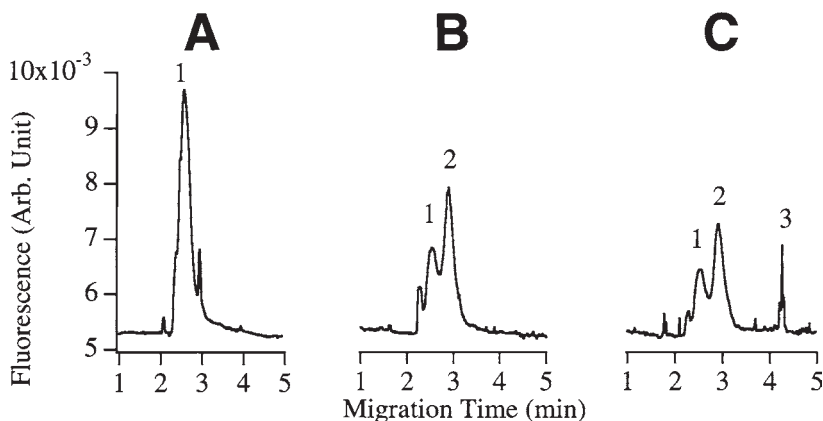 A B C
10x10-3
9
8
7
6
5
Fluorescence (Arb. Unit)
1
1 2
1 2 3
1 2 3 4 5 1 2 3 4 5 1 2 3 4 5
Migration Time (min)